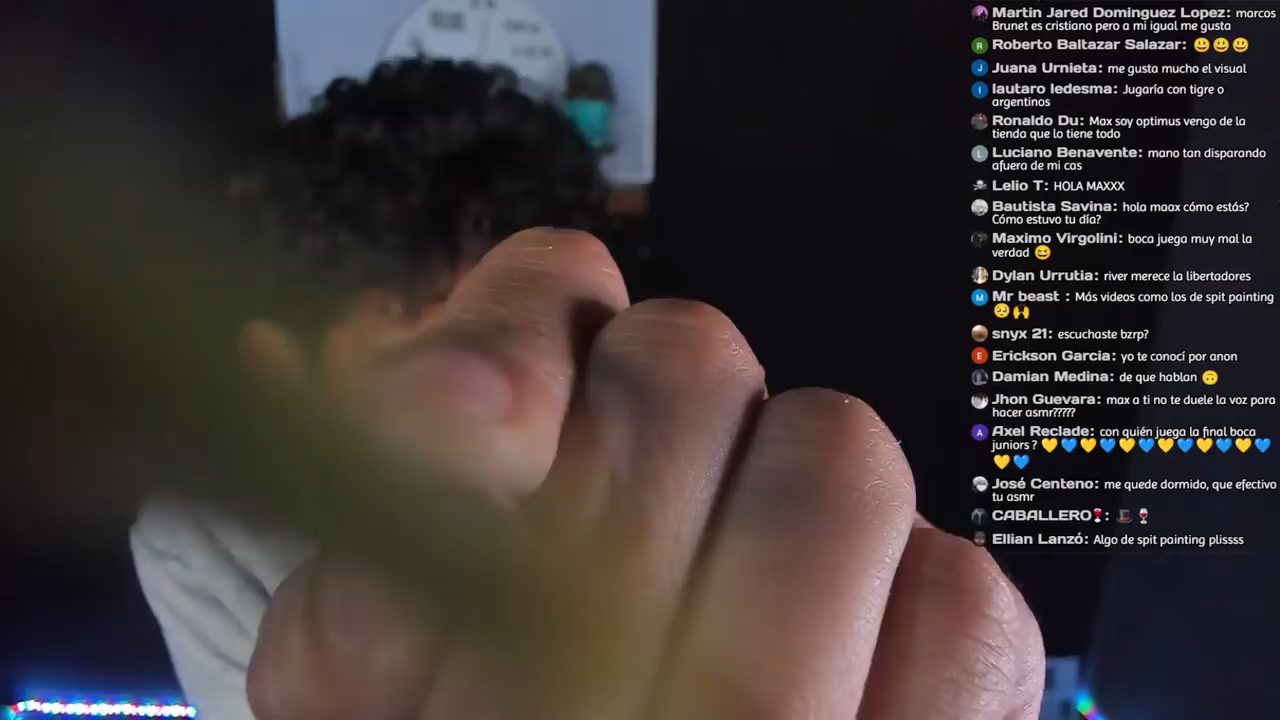 Martin Jared Dominguez Lopez: marcos
Brunet es cristiano pero a mi igual me gusta
Roberto Baltazar Salazar: 😃😃😃
Juana Urnieta: me gusta mucho el visual
lautaro ledesma: Jugaría con tigre o
argentinos
Ronaldo Du: Max soy optimus vengo de la
tienda que lo tiene todo
Luciano Benavente: mano tan disparando
afuera de mi cas
Lelio T: HOLA MAXXX
Bautista Savina: hola maax cómo estás?
Cómo estuvo tu día?
Maximo Virgolini: boca juega muy mal la
verdad 😆
Dylan Urrutia: river merece la libertadores
Mr beast : Más videos como los de spit painting
🥺🙌
snyx 21: escuchaste bzrp?
Erickson Garcia: yo te conocí por anon
Damian Medina: de que hablan 🙃
Jhon Guevara: max a ti no te duele la voz para
hacer asmr?????
Axel Reclade: con quién juega la final boca
juniors ? 💛💙💛💙💛💙💛💙💛💙💛💙
💛💙
José Centeno: me quede dormido, que efectivo
tu asmr
CABALLERO🍷: 🎩🍷
Ellian Lanzó: Algo de spit painting plissss